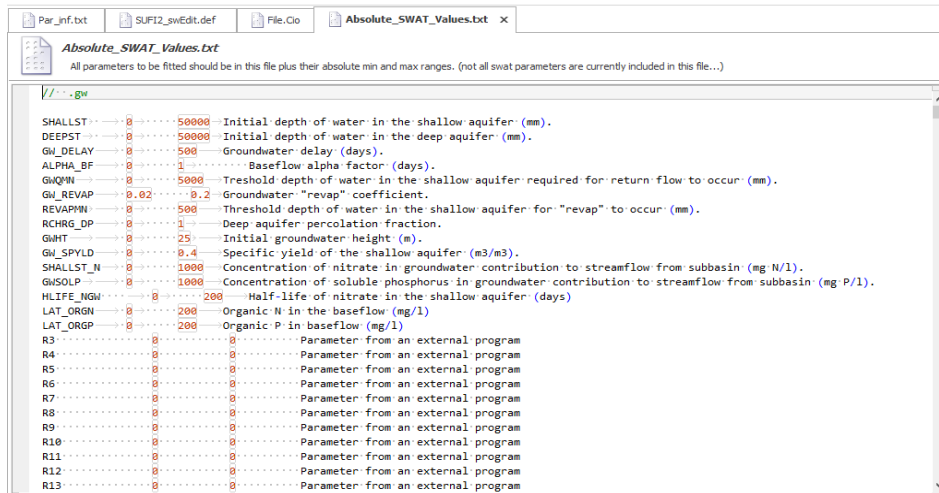 Par_inf.txt SUFI2_swEdit.def File.Cio Absolute_SWAT_Values.txt
Absolute_SWAT_Values.txt
All parameters to be fitted should be in this file plus their absolute min and max ranges. (not all swat parameters are currently included in this file...)
// .gw
SHALLST 0 50000 Initial depth of water in the shallow aquifer (mm).
DEEPST 0 50000 Initial depth of water in the deep aquifer (mm).
GW_DELAY 0 500 Groundwater delay (days).
ALPHA_BF 0 1 Baseflow alpha factor (days).
GWQMN 0 5000 Treshold depth of water in the shallow aquifer required for return flow to occur (mm).
GW_REVAP 0.02 0.2 Groundwater "revap" coefficient.
REVAPMN 0 500 Threshold depth of water in the shallow aquifer for "revap" to occur (mm).
RCHRG_DP 0 1 Deep aquifer percolation fraction.
GWHT 0 25 Initial groundwater height (m).
GW_SPYLD 0 0.4 Specific yield of the shallow aquifer (m3/m3).
SHALLST_N 0 1000 Concentration of nitrate in groundwater contribution to streamflow from subbasin (mg N/l).
GWSOLP 0 1000 Concentration of soluble phosphorus in groundwater contribution to streamflow from subbasin (mg P/l).
HLIFE_NGW 0 200 Half-life of nitrate in the shallow aquifer (days)
LAT_ORGN 0 200 Organic N in the baseflow (mg/l)
LAT_ORGP 0 200 Organic P in baseflow (mg/l)
R3 0 0 Parameter from an external program
R4 0 0 Parameter from an external program
R5 0 0 Parameter from an external program
R6 0 0 Parameter from an external program
R7 0 0 Parameter from an external program
R8 0 0 Parameter from an external program
R9 0 0 Parameter from an external program
R10 0 0 Parameter from an external program
R11 0 0 Parameter from an external program
R12 0 0 Parameter from an external program
R13 0 0 Parameter from an external program